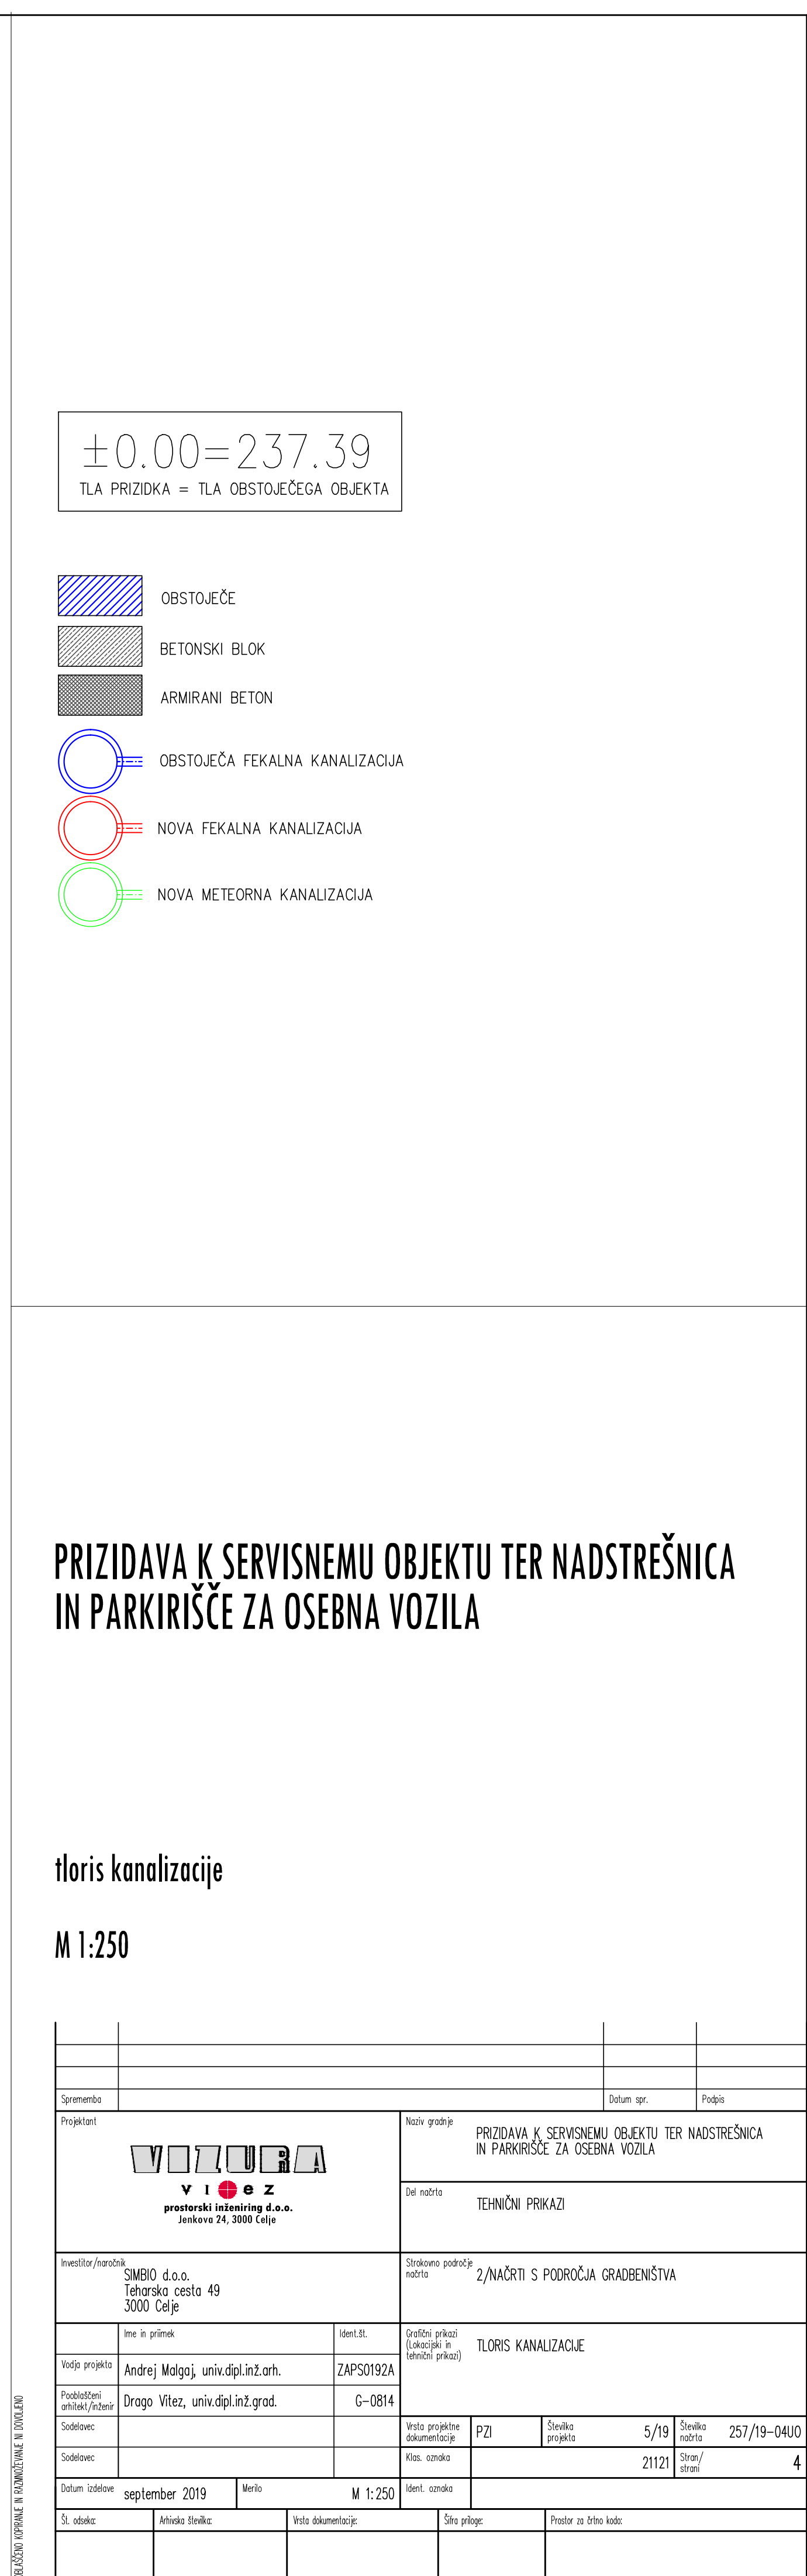 ±0.00=237.39
TLA PRIZIDKA = TLA OBSTOJEČEGA OBJEKTA
OBSTOJEČE
BETONSKI BLOK
ARMIRANI BETON
OBSTOJEČA FEKALNA KANALIZACIJA
NOVA FEKALNA KANALIZACIJA
NOVA METEORNA KANALIZACIJA
PRIZIDAVA K SERVISNEMU OBJEKTU TER NADSTREŠNICA
IN PARKIRIŠČE ZA OSEBNA VOZILA
tloris kanalizacije
M 1:250
Sprememba
Datum spr.
Podpis
Projektant
VIZURA
prostorski inženiring d.o.o.
Jenkova 24, 3000 Celje
Naziv gradnje
PRIZIDAVA K SERVISNEMU OBJEKTU TER NADSTREŠNICA
IN PARKIRIŠČE ZA OSEBNA VOZILA
Del načrta
TEHNIČNI PRIKAZI
Investitor/naročnik
SIMBIO d.o.o.
Teharska cesta 49
3000 Celje
Strokovno področje
načrta
2/NAČRTI S PODROČJA GRADBENIŠTVA
Ime in priimek
Ident.št.
Grafični prikazi
(Lokacijski in
tehnični prikazi)
TLORIS KANALIZACIJE
Vodja projekta
Andrej Malgaj, univ.dipl.inž.arh.
ZAPS0192A
Pooblaščeni
arhitekt/inženir
Drago Vitez, univ.dipl.inž.grad.
G-0814
Sodelavec
Vrsta projektne
dokumentacije
PZI
Številka
projekta
5/19
Številka
načrta
257/19-04UO
Sodelavec
Klas. oznaka
21121
Stran/
strani
4
Datum izdelave
september 2019
Merilo
M 1:250
Ident. oznaka
Št. odseka:
Arhivska številka:
Vrsta dokumentacije:
Šifra priloge:
Prostor za črtno kodo:
KOPIRANJE IN RAZMNOŽEVANJE NI DOVOLJENO